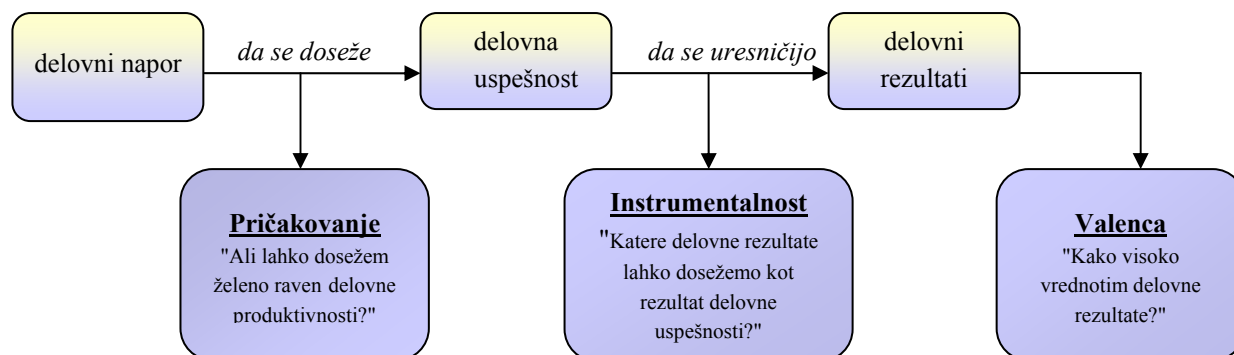 delovni napor
da se doseže
delovna
uspešnost
da se uresničijo
delovni
rezultati
Pričakovanje
"Ali lahko dosežem
želeno raven delovne
produktivnosti?"
Instrumentalnost
"Katere delovne rezultate
lahko dosežemo kot
rezultat delovne
uspešnosti?"
Valenca
"Kako visoko
vrednotim delovne
rezultate?"